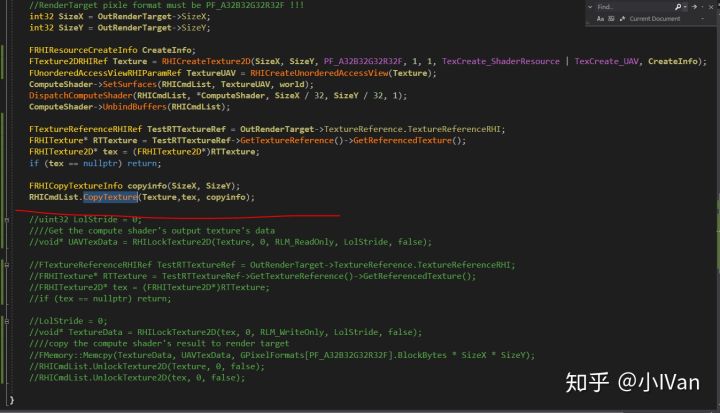 Find...
Aa
Current Document
//RenderTarget pixle format must be PF_A32B32G32R32F !!!
int32 SizeX = OutRenderTarget->SizeX;
int32 SizeY = OutRenderTarget->SizeY;
FRHIResourceCreateInfo CreateInfo;
FTexture2DRHIRef Texture = RHICreateTexture2D(SizeX, SizeY, PF_A32B32G32R32F, 1, 1, TexCreate_ShaderResource | TexCreate_UAV, CreateInfo);
FUnorderedAccessViewRHIParamRef TextureUAV = RHICreateUnorderedAccessView(Texture);
ComputeShader->SetSurfaces(RHICmdList, TextureUAV, world);
DispatchComputeShader(RHICmdList, *ComputeShader, SizeX / 32, SizeY / 32, 1);
ComputeShader->UnbindBuffers(RHICmdList);
FTextureReferenceRHIRef TestRTTextureRef = OutRenderTarget->TextureReference.TextureReferenceRHI;
FRHITexture* RTTexture = TestRTTextureRef->GetTextureReference()->GetReferencedTexture();
FRHITexture2D* tex = (FRHITexture2D*)RTTexture;
if (tex == nullptr) return;
FRHICopyTextureInfo copyinfo(SizeX, SizeY);
RHICmdList.CopyTexture(Texture,tex, copyinfo);
//uint32 LolStride = 0;
////Get the compute shader's output texture's data
//void* UAVTexData = RHILockTexture2D(Texture, 0, RLM_ReadOnly, LolStride, false);
//FTextureReferenceRHIRef TestRTTextureRef = OutRenderTarget->TextureReference.TextureReferenceRHI;
//FRHITexture* RTTexture = TestRTTextureRef->GetTextureReference()->GetReferencedTexture();
//FRHITexture2D* tex = (FRHITexture2D*)RTTexture;
//if (tex == nullptr) return;
//LolStride = 0;
//void* TextureData = RHILockTexture2D(tex, 0, RLM_WriteOnly, LolStride, false);
////copy the compute shader's result to render target
//FMemory::Memcpy(TextureData, UAVTexData, GPixelFormats[PF_A32B32G32R32F].BlockBytes * SizeX * SizeY);
//RHICmdList.UnlockTexture2D(Texture, 0, false);
//RHICmdList.UnlockTexture2D(tex, 0, false);
}
知乎 @小IVan